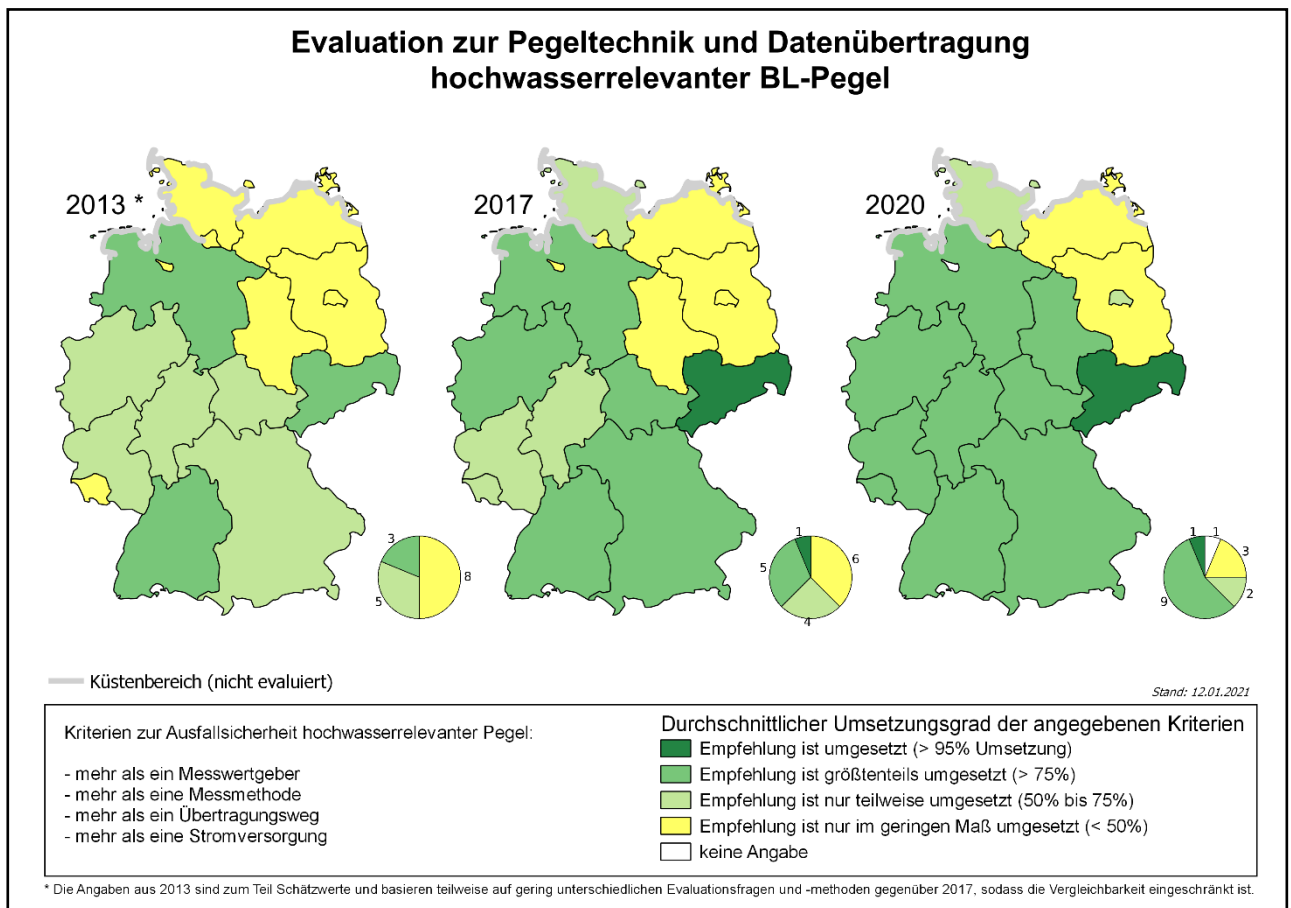 Evaluation zur Pegeltechnik und Datenübertragung
hochwasserrelevanter BL-Pegel
2013 *
2017
2020
3
8
5
1
5
6
4
1
1
3
2
9
Küstenbereich (nicht evaluiert)
Stand: 12.01.2021
Kriterien zur Ausfallsicherheit hochwasserrelevanter Pegel:
- mehr als ein Messwertgeber
- mehr als eine Messmethode
- mehr als ein Übertragungsweg
- mehr als eine Stromversorgung
Durchschnittlicher Umsetzungsgrad der angegebenen Kriterien
Empfehlung ist umgesetzt (> 95% Umsetzung)
Empfehlung ist größtenteils umgesetzt (> 75%)
Empfehlung ist nur teilweise umgesetzt (50% bis 75%)
Empfehlung ist nur im geringen Maß umgesetzt (< 50%)
keine Angabe
* Die Angaben aus 2013 sind zum Teil Schätzwerte und basieren teilweise auf gering unterschiedlichen Evaluationsfragen und -methoden gegenüber 2017, sodass die Vergleichbarkeit eingeschränkt ist.